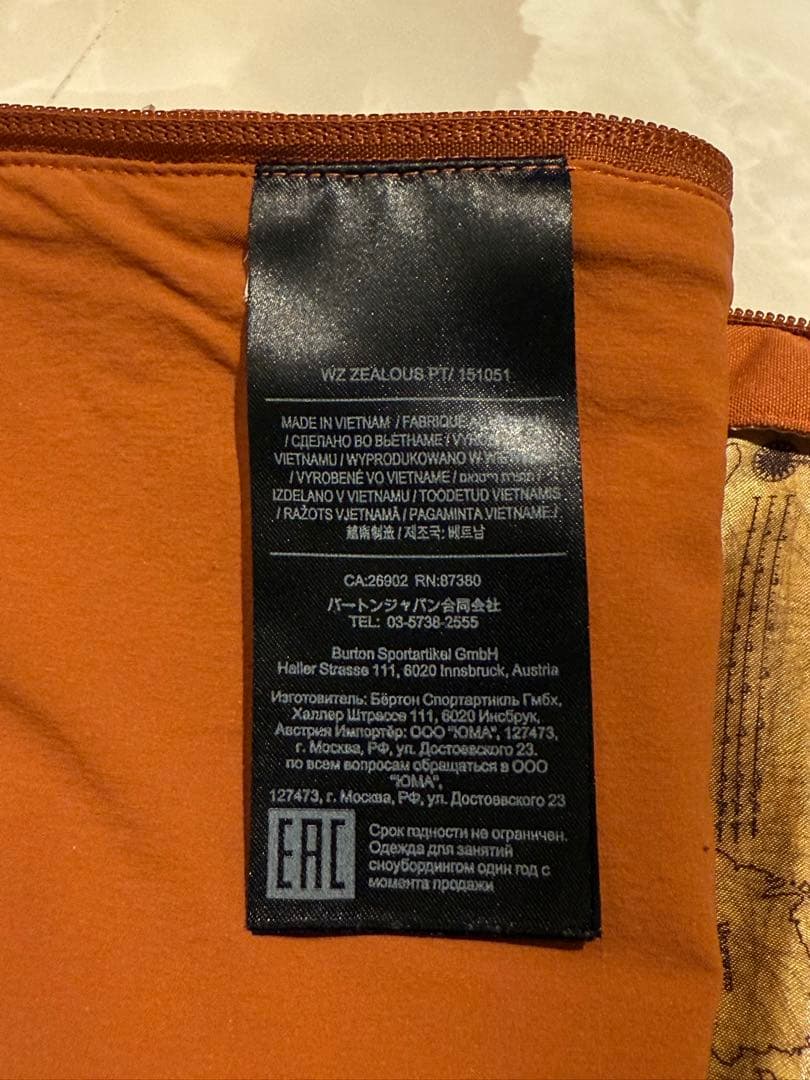 WZ ZEALOUS PT/ 151051
MADE IN VIETNAM / FABRIQUÉ
/ СДЕЛАНО ВО ВЬЕТНАМЕ /
VIETNAMU / WYPRODUKOWANO W
/ VYROBENÉ VO VIETNAME /
IZDELANO V VIETNAMU / TOODETUD VIETNAMIS
/ RAŽOTS VJETNAMĀ / PAGAMINTA VIETNAME /
越南制造 / 제조국: 베트남
CA:26902 RN:87380
バートンジャパン合同会社
TEL: 03-5738-2555
Burton Sportartikel GmbH
Haller Strasse 111, 6020 Innsbruck, Austria
Изготовитель: Бёртон Спортартикль Гмбх,
Халлер Штрассе 111, 6020 Инсбрук,
Австрия Импортёр: ООО "ЮМА", 127473,
г. Москва, РФ, ул. Достоевского 23.
по всем вопросам обращаться в ООО
"ЮМА",
127473, г. Москва, РФ, ул. Достоевского 23
EAC
Срок годности не ограничен.
Одежда для занятий
сноубордингом один год с
момента продажи